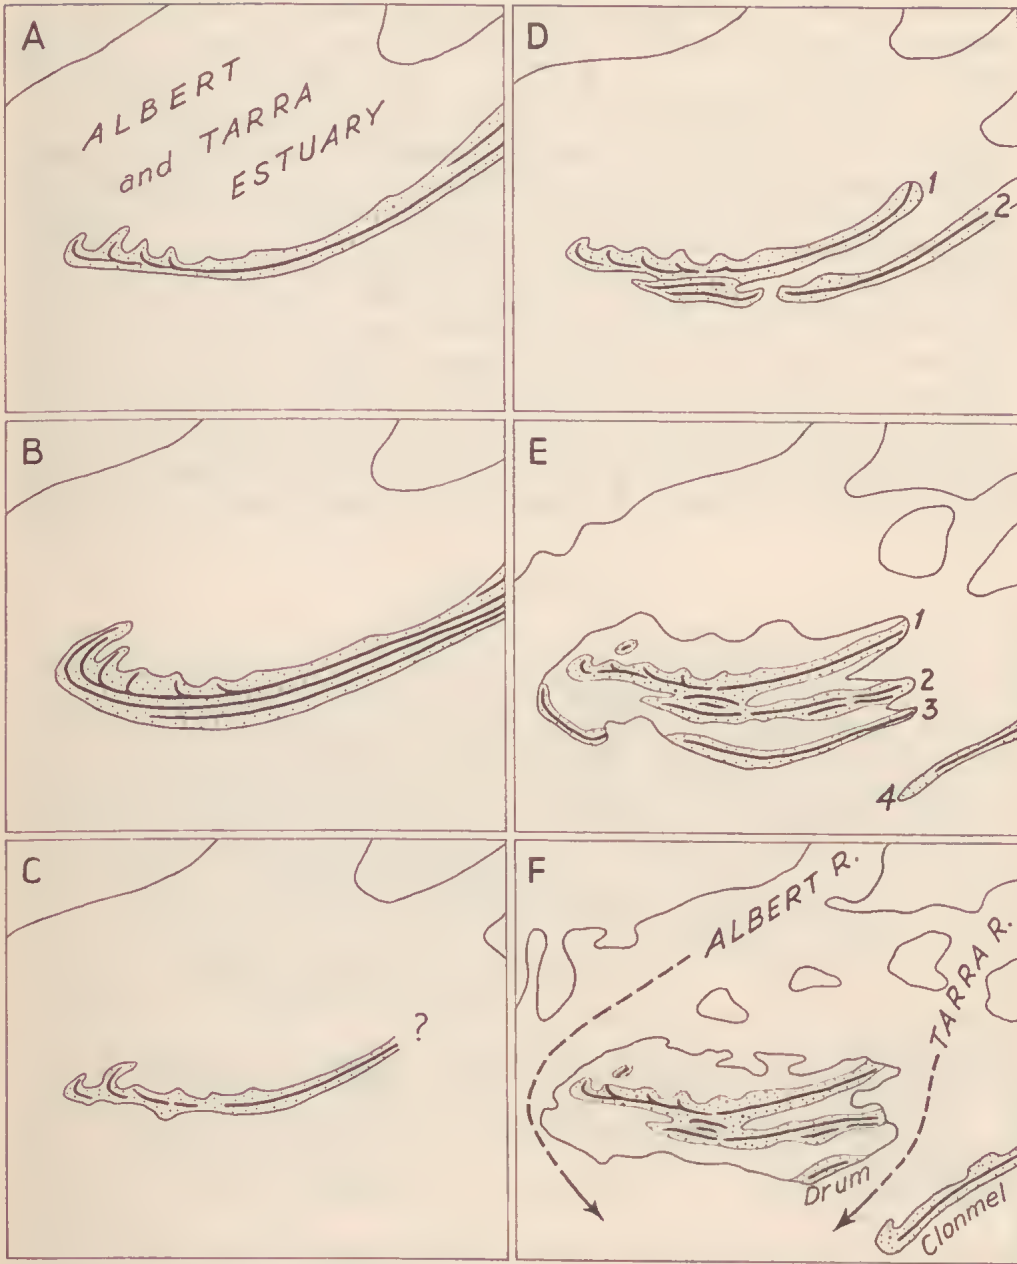 A
ALBERT
and TARRA
ESTUARY
B
C
?
D
1
2
E
1
2
3
4
F
ALBERT R.
TARRA R.
Drum
Clonmel